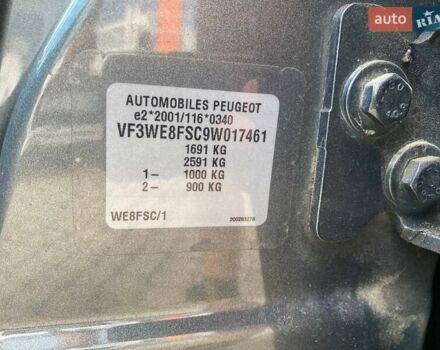 auto RIA
AUTOMOBILES PEUGEOT
e2*2001/116*0340
VF3WE8FSC9W017461
1691 KG
2591 KG
1– 1000 KG
2– 900 KG
WE8FSC/1